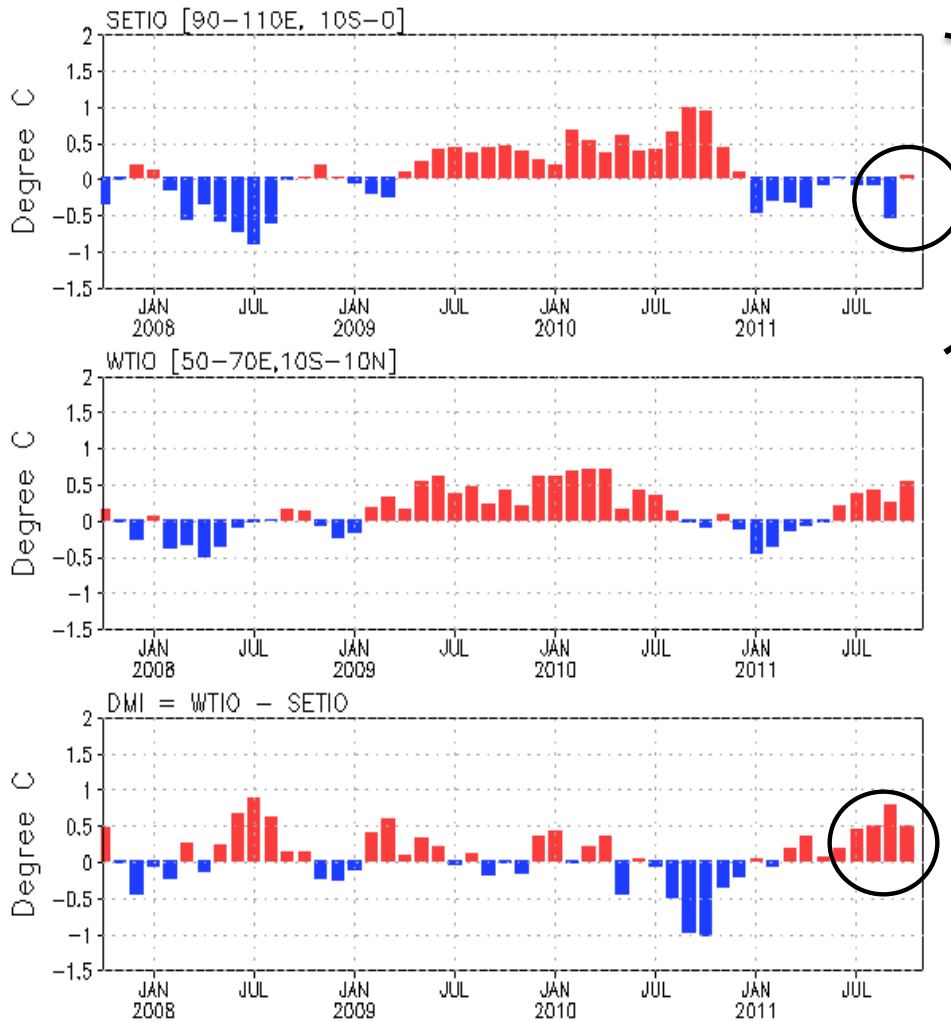 SETIO [90-110E, 10S-0]
Degree C
2
1.5
1
0.5
0
-0.5
-1
-1.5
JAN JUL JAN JUL JAN JUL JAN JUL
2008 2009 2010 2011
WTIO [50-70E,10S-10N]
Degree C
2
1.5
1
0.5
0
-0.5
-1
-1.5
JAN JUL JAN JUL JAN JUL JAN JUL
2008 2009 2010 2011
DMI = WTIO - SETIO
Degree C
2
1.5
1
0.5
0
-0.5
-1
-1.5
JAN JUL JAN JUL JAN JUL JAN JUL
2008 2009 2010 2011